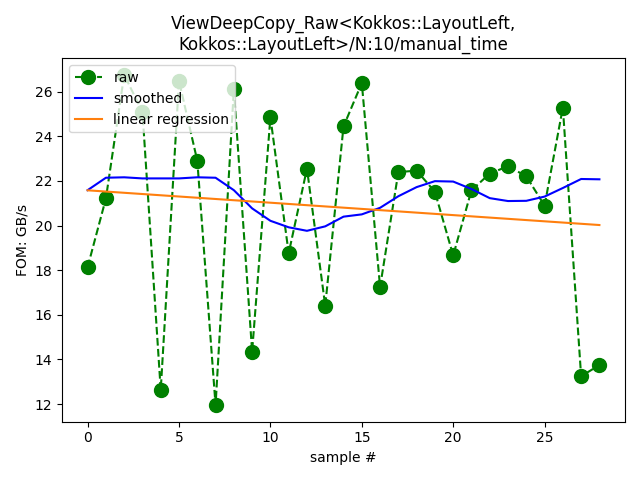 ViewDeepCopy_Raw<Kokkos::LayoutLeft,
Kokkos::LayoutLeft>/N:10/manual_time
raw
smoothed
linear regression
FOM: GB/s
26
24
22
20
18
16
14
12
0
5
10
15
20
25
sample #